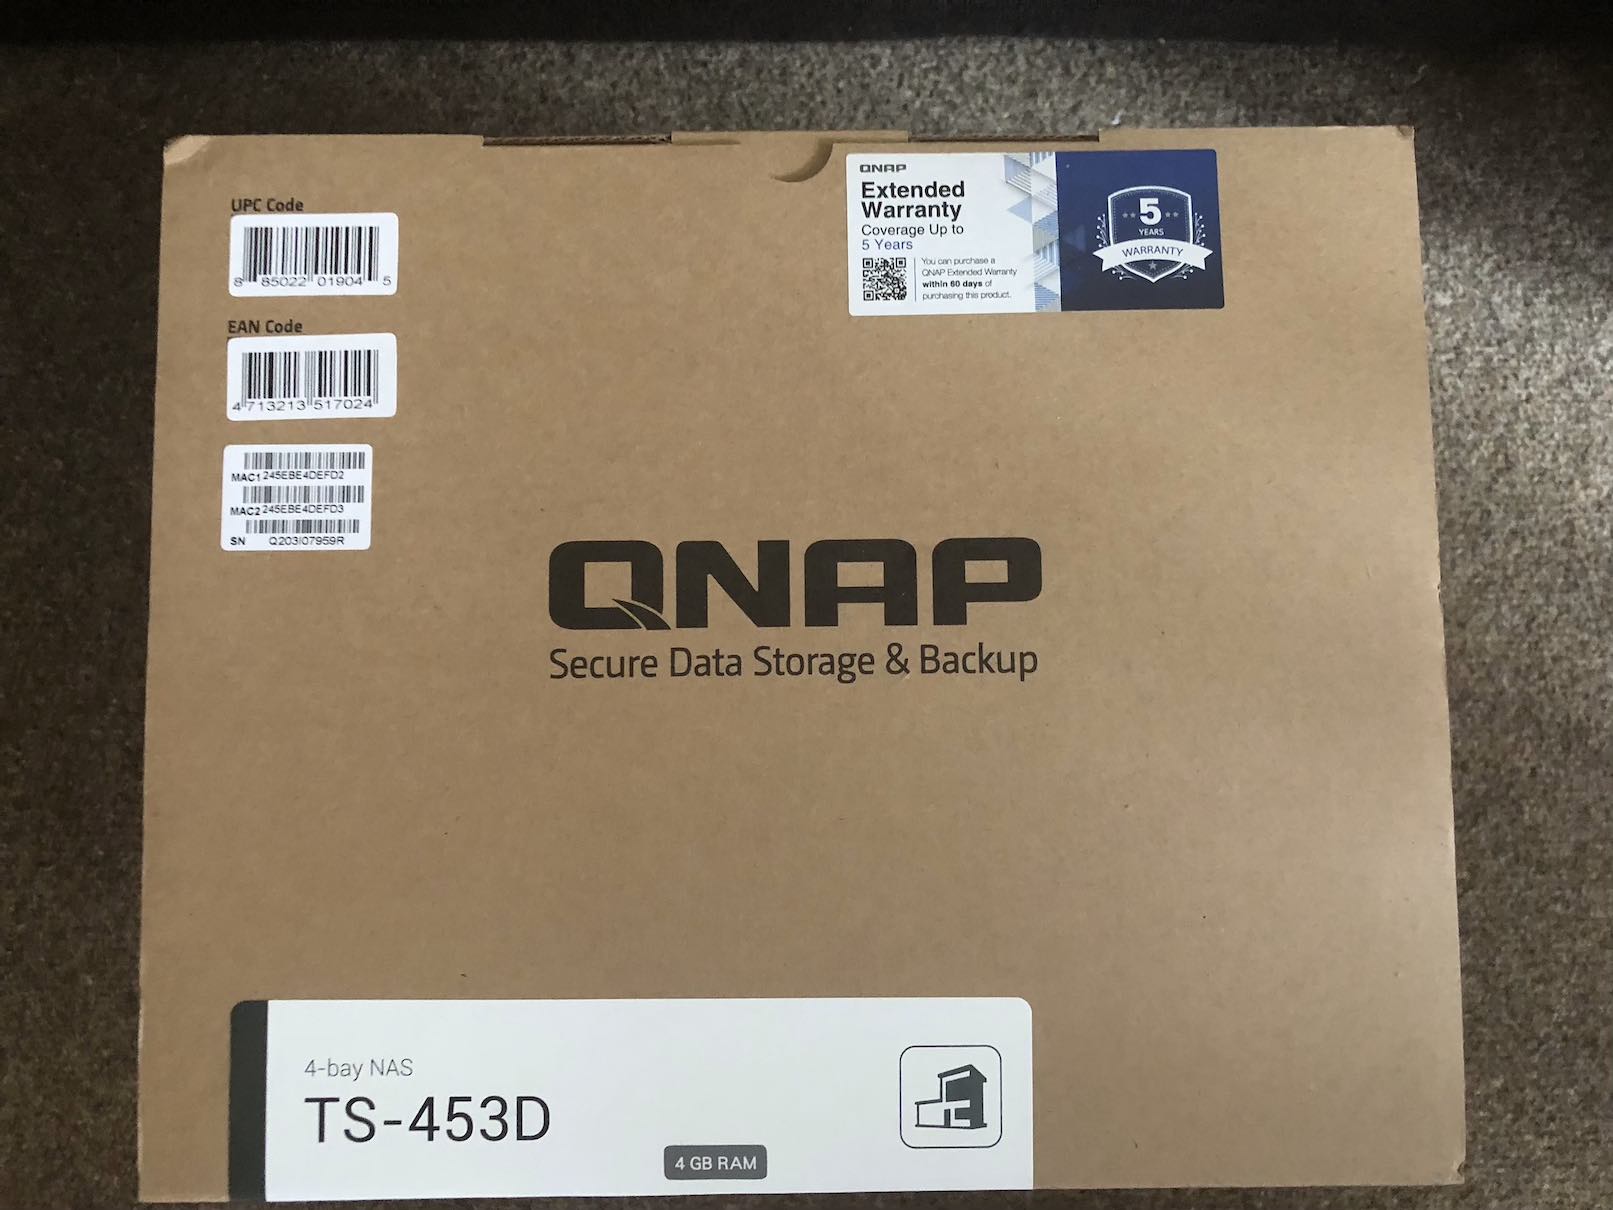 UPC Code
8 85022 01904 5
EAN Code
4 713213 517024
MAC1 245EBE4DEFD2
MAC2 245EBE4DEFD3
SN Q203I07959R
QNAP
Extended
Warranty
Coverage Up to
5 Years
You can purchase a
QNAP Extended Warranty
within 60 days of
purchasing this product.
5
YEARS
WARRANTY
QNAP
Secure Data Storage & Backup
4-bay NAS
TS-453D
4 GB RAM